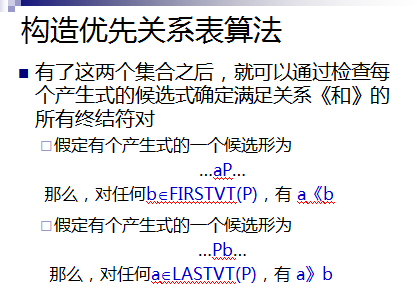 构造优先关系表算法
有了这两个集合之后，就可以通过检查每
个产生式的候选式确定满足关系《和》的
所有终结符对
假定有个产生式的一个候选形为
…aP…
那么，对任何b∈FIRSTVT(P)，有 a《b
假定有个产生式的一个候选形为
…Pb…
那么，对任何a∈LASTVT(P)，有 a》b